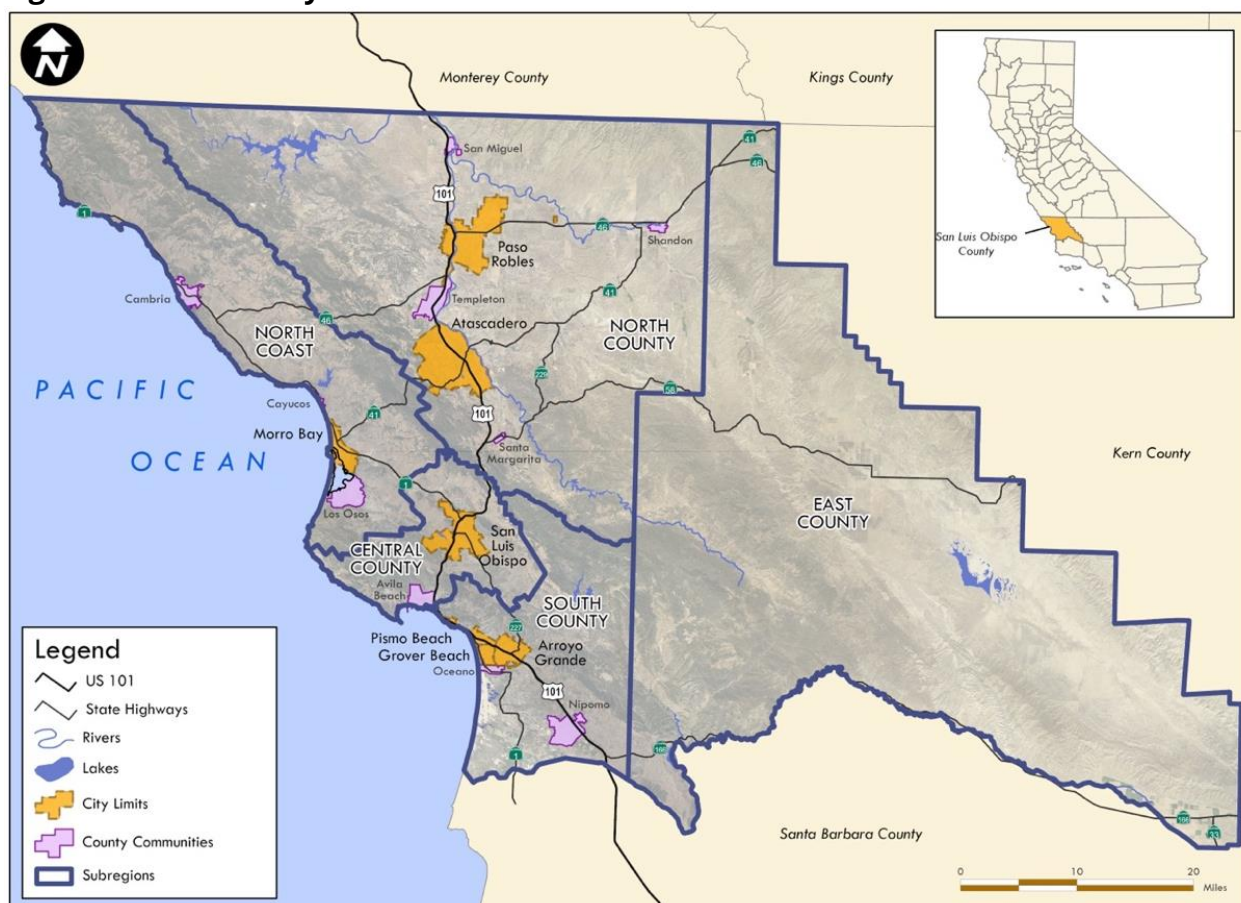 N
Monterey County
Kings County
San Luis Obispo
County
San Miguel
101
41
46
1
Paso
Robles
46
Shandon
Cambria
Templeton
41
46
Atascadero
NORTH
COAST
NORTH
COUNTY
229
58
PACIFIC
OCEAN
Cayucos
41
101
Morro Bay
Santa
Margarita
Kern County
1
Los Osos
EAST
COUNTY
San
Luis
Obispo
CENTRAL
COUNTY
Avila
Beach
SOUTH
COUNTY
227
Pismo Beach
Grover Beach
Arroyo
Grande
Oceano
101
Nipomo
1
166
Santa Barbara County
166
33
Legend
US 101
State Highways
Rivers
Lakes
City Limits
County Communities
Subregions
0
10
20
Miles